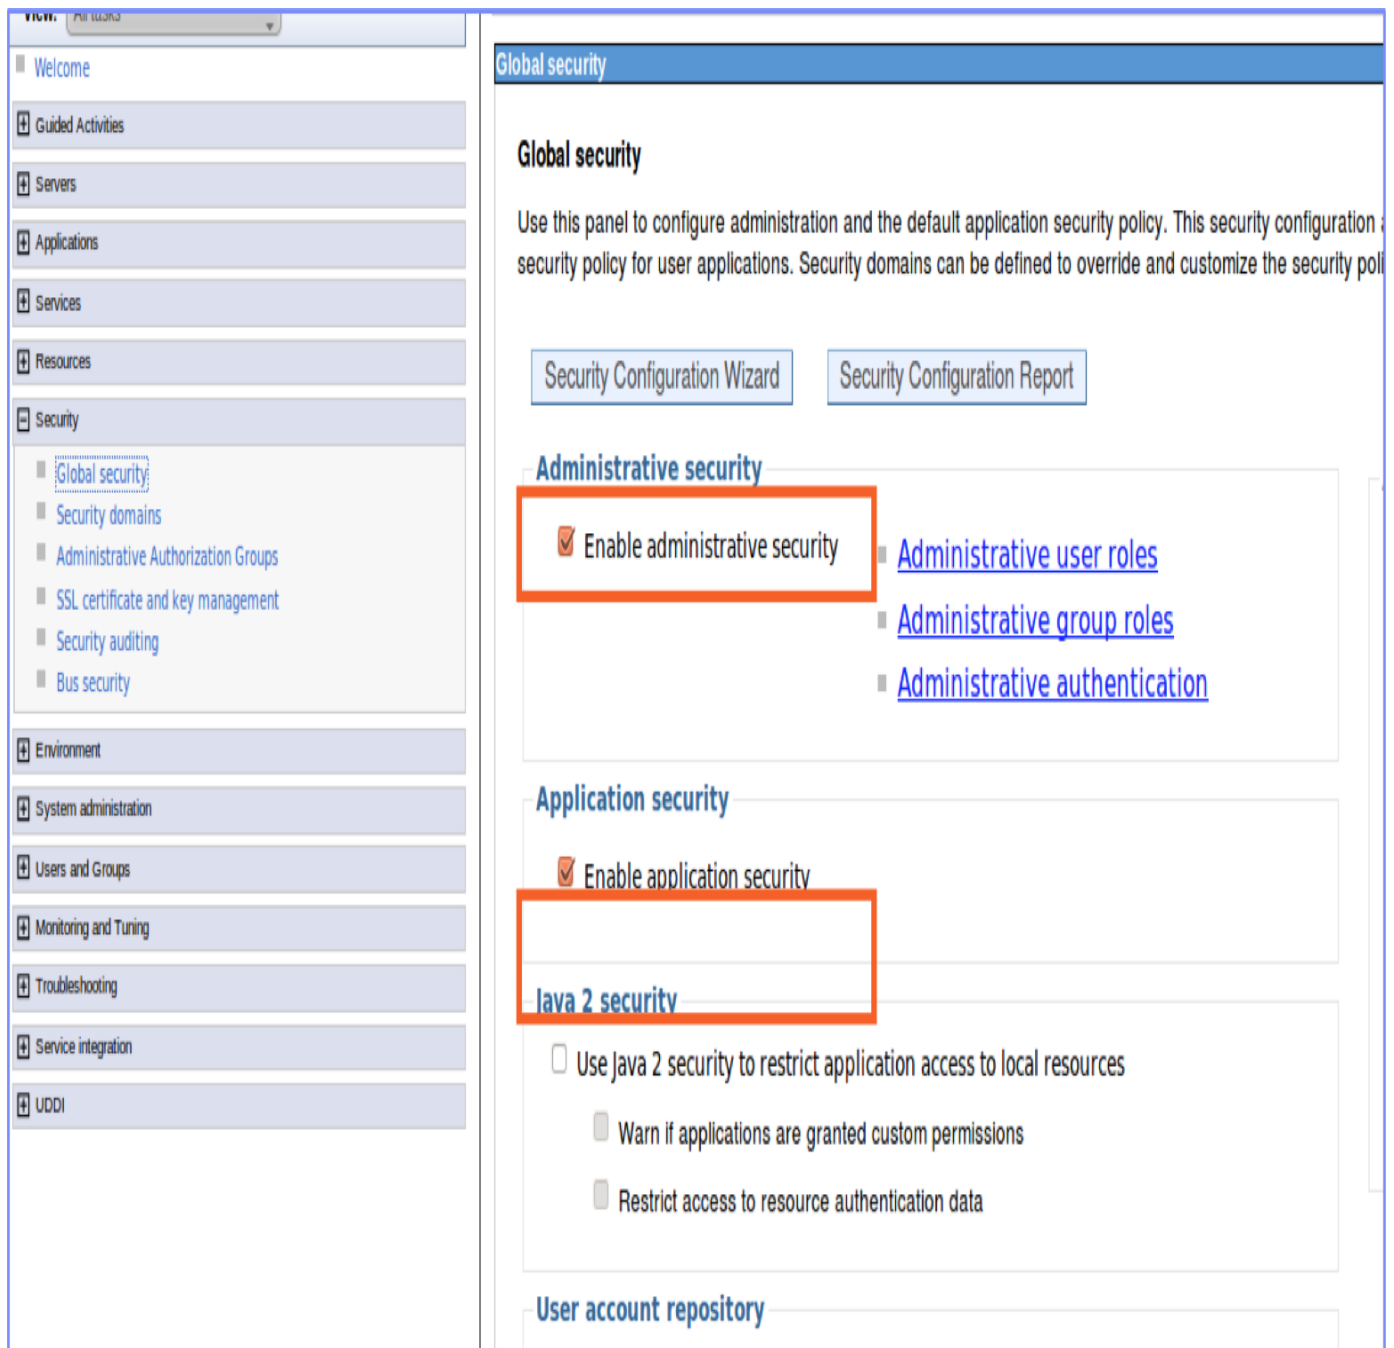 View: All tasks
Welcome
Guided Activities
Servers
Applications
Services
Resources
Security
Global security
Security domains
Administrative Authorization Groups
SSL certificate and key management
Security auditing
Bus security
Environment
System administration
Users and Groups
Monitoring and Tuning
Troubleshooting
Service integration
UDDI
Global security
Global security
Use this panel to configure administration and the default application security policy. This security configuration
security policy for user applications. Security domains can be defined to override and customize the security
Security Configuration Wizard
Security Configuration Report
Administrative security
Enable administrative security
Administrative user roles
Administrative group roles
Administrative authentication
Application security
Enable application security
Java 2 security
Use Java 2 security to restrict application access to local resources
Warn if applications are granted custom permissions
Restrict access to resource authentication data
User account repository